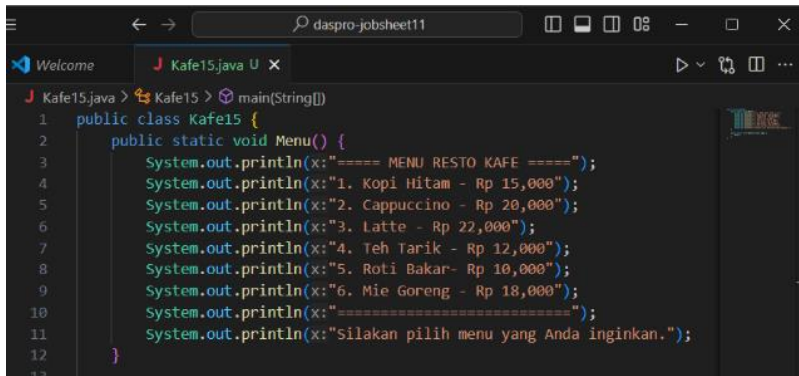 daspro-jobsheet11
Welcome J Kafe15.java U
J Kafe15.java > Kafe15 > main(String[])
1 public class Kafe15 {
2 public static void Menu() {
3 System.out.println(x:"===== MENU RESTO KAFE =====");
4 System.out.println(x:"1. Kopi Hitam - Rp 15,000");
5 System.out.println(x:"2. Cappuccino - Rp 20,000");
6 System.out.println(x:"3. Latte - Rp 22,000");
7 System.out.println(x:"4. Teh Tarik - Rp 12,000");
8 System.out.println(x:"5. Roti Bakar- Rp 10,000");
9 System.out.println(x:"6. Mie Goreng - Rp 18,000");
10 System.out.println(x:"===========================");
11 System.out.println(x:"Silakan pilih menu yang Anda inginkan.");
12 }